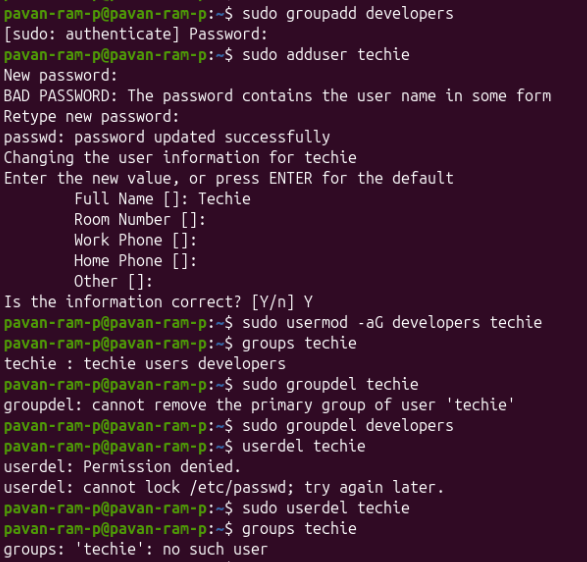 pavan-ram-p@pavan-ram-p:~$ sudo groupadd developers
[sudo: authenticate] Password:
pavan-ram-p@pavan-ram-p:~$ sudo adduser techie
New password:
BAD PASSWORD: The password contains the user name in some form
Retype new password:
passwd: password updated successfully
Changing the user information for techie
Enter the new value, or press ENTER for the default
        Full Name []: Techie
        Room Number []:
        Work Phone []:
        Home Phone []:
        Other []:
Is the information correct? [Y/n] Y
pavan-ram-p@pavan-ram-p:~$ sudo usermod -aG developers techie
pavan-ram-p@pavan-ram-p:~$ groups techie
techie : techie users developers
pavan-ram-p@pavan-ram-p:~$ sudo groupdel techie
groupdel: cannot remove the primary group of user 'techie'
pavan-ram-p@pavan-ram-p:~$ sudo groupdel developers
pavan-ram-p@pavan-ram-p:~$ userdel techie
userdel: Permission denied.
userdel: cannot lock /etc/passwd; try again later.
pavan-ram-p@pavan-ram-p:~$ sudo userdel techie
pavan-ram-p@pavan-ram-p:~$ groups techie
groups: 'techie': no such user